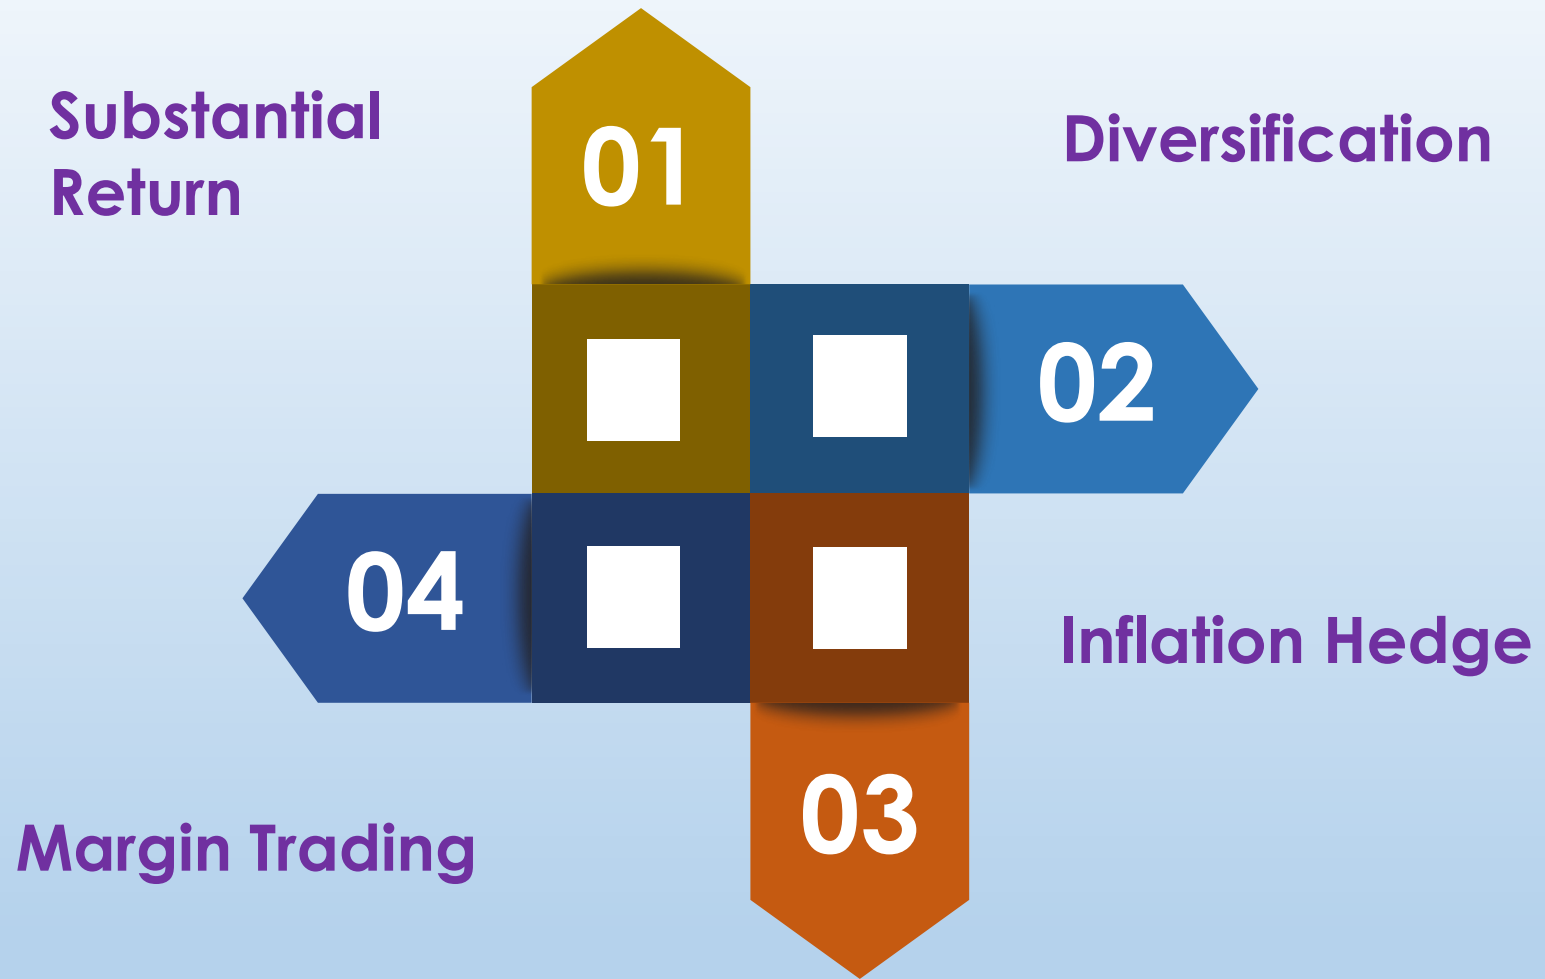 Substantial
Return
01
Diversification
02
04
Inflation Hedge
03
Margin Trading